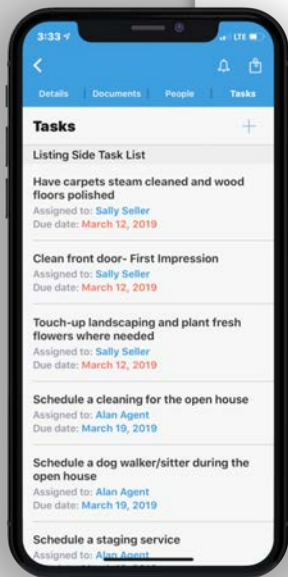 3:33
LTE
Details Documents People Tasks
Tasks
Listing Side Task List
Have carpets steam cleaned and wood
floors polished
Assigned to: Sally Seller
Due date: March 12, 2019
Clean front door- First Impression
Assigned to: Sally Seller
Due date: March 12, 2019
Touch-up landscaping and plant fresh
flowers where needed
Assigned to: Sally Seller
Due date: March 12, 2019
Schedule a cleaning for the open house
Assigned to: Alan Agent
Due date: March 19, 2019
Schedule a dog walker/sitter during the
open house
Assigned to: Alan Agent
Due date: March 19, 2019
Schedule a staging service
Assigned to: Alan Agent